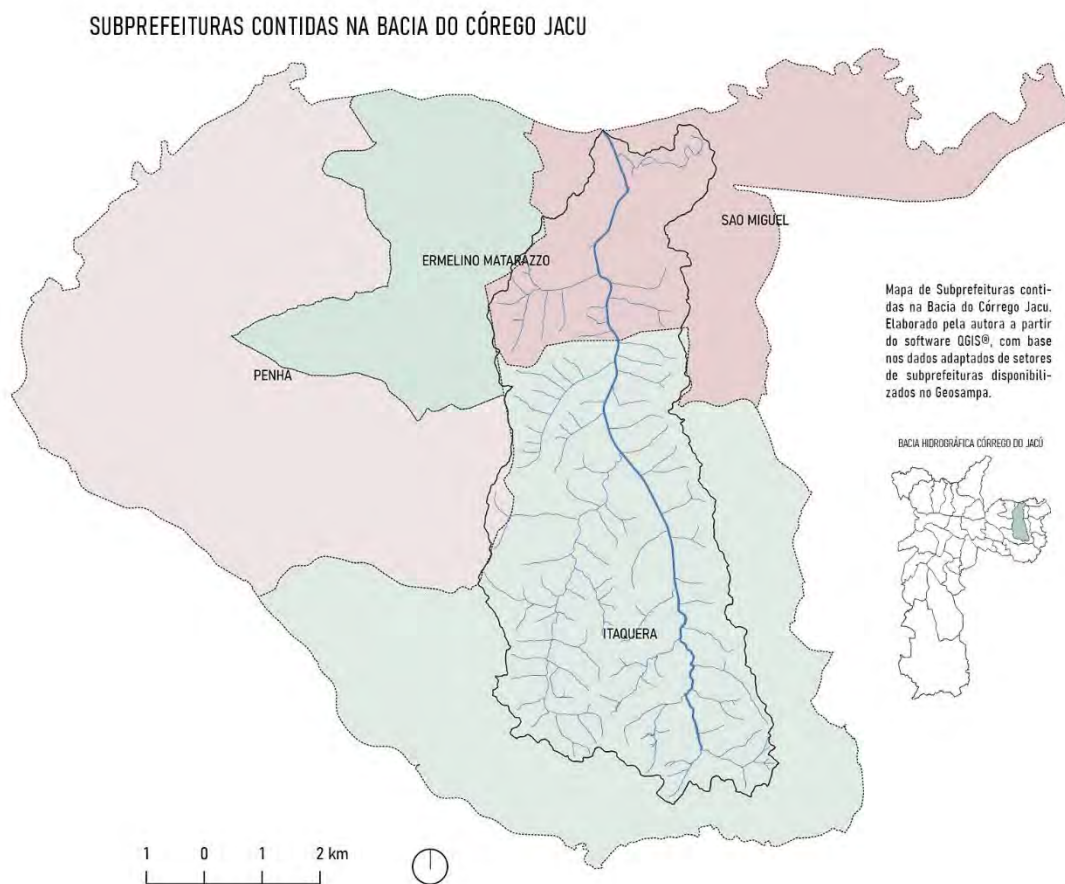 SUBPREFEITURAS CONTIDAS NA BACIA DO CÓREGO JACU
SAO MIGUEL
ERMELINO MATARAZZO
PENHA
ITAQUERA
Mapa de Subprefeituras conti-
das na Bacia do Córrego Jacu.
Elaborado pela autora a partir
do software QGIS®, com base
nos dados adaptados de setores
de subprefeituras disponibili-
zados no Geosampa.
BACIA HIDROGRÁFICA CÓRREGO DO JACÚ
1 0 1 2 km